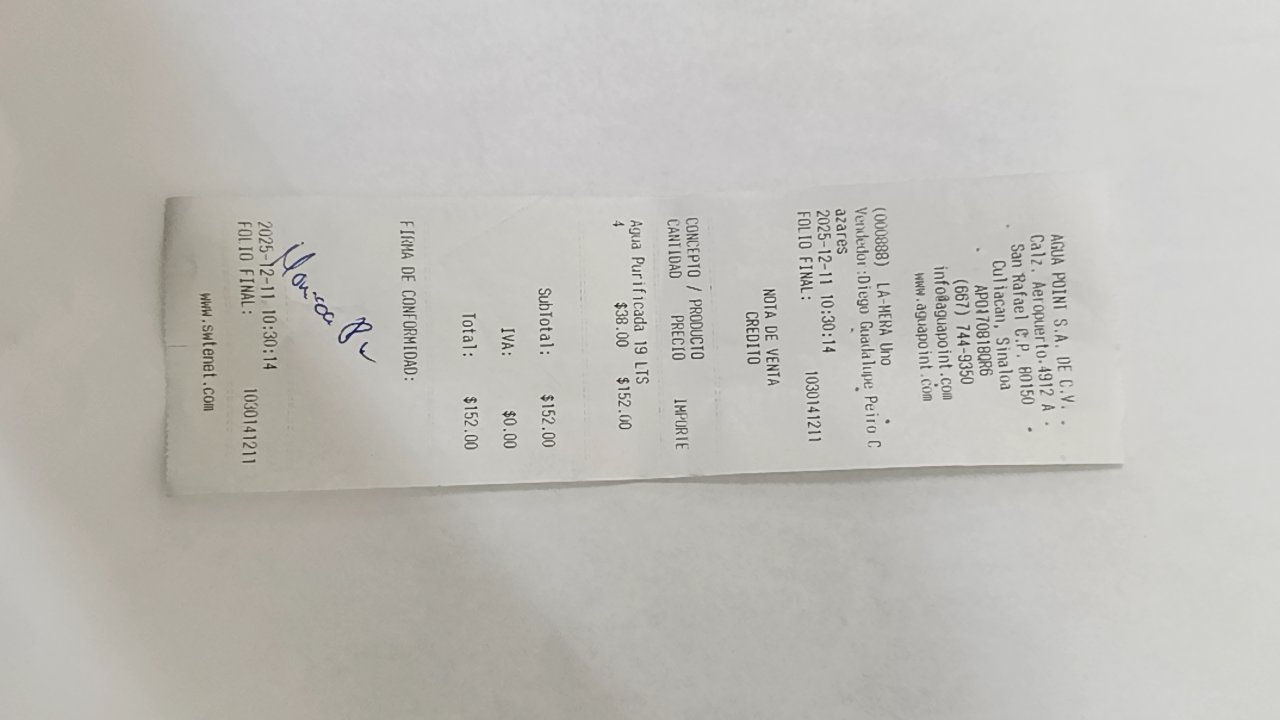 AGUA POINT S.A. DE C.V.
Calz. Aeropuerto.4912 A
San Rafael C.P. 80150
Culiacan, Sinaloa
APO170818QR6
(667) 744-9350
info@aguapoint.com
www.aguapoint.com
(000888) LA-MERA Uno
Vendedor:Diego Guadalupe Peiro C
azares
2025-12-11 10:30:14
FOLIO FINAL: 1030141211
NOTA DE VENTA
CREDITO
CONCEPTO / PRODUCTO
CANTIDAD PRECIO IMPORTE
Agua Purificada 19 LTS
4 $38.00 $152.00
SubTotal: $152.00
IVA: $0.00
Total: $152.00
FIRMA DE CONFORMIDAD:
2025-12-11 10:30:14
FOLIO FINAL: 1030141211
www.swtenet.com